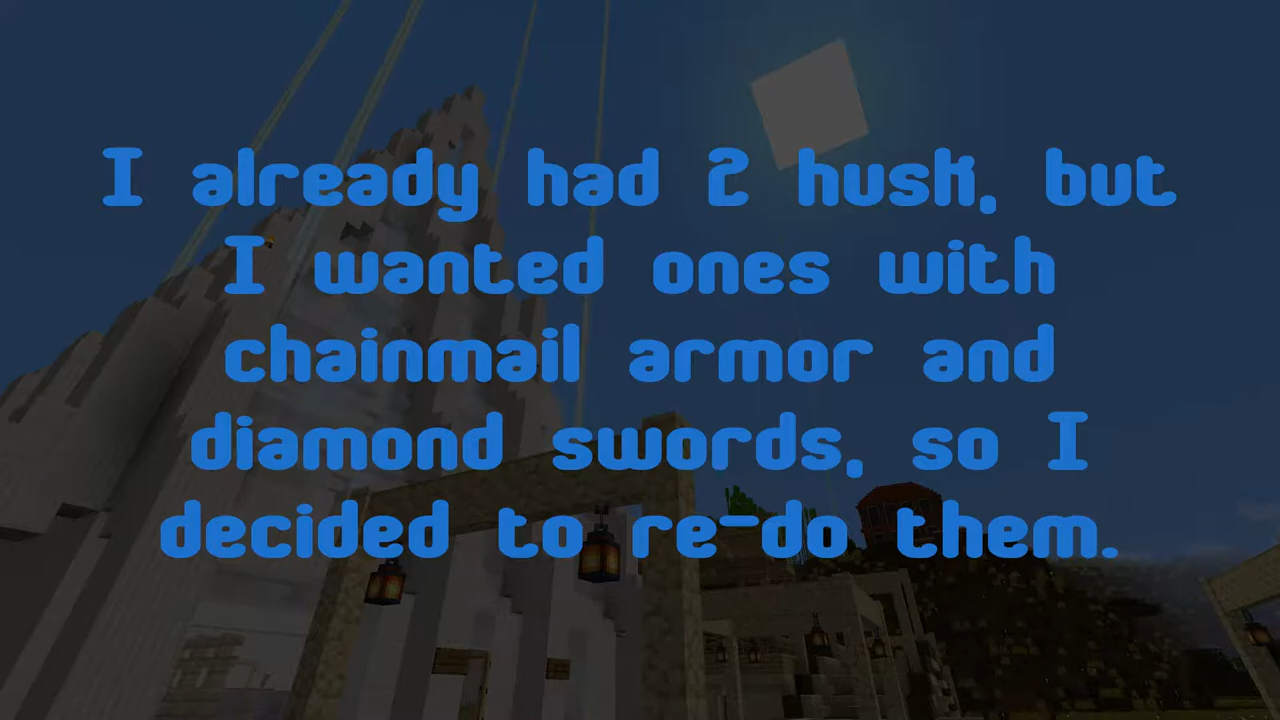 I already had 2 husk, but
I wanted ones with
chainmail armor and
diamond swords, so I
decided to re-do them.